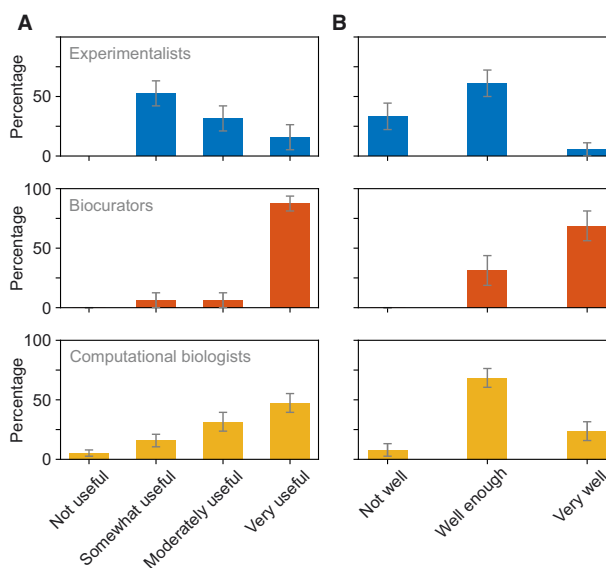 A
B
Experimentalists
Percentage
50
0
Biocurators
Percentage
100
50
0
Computational biologists
Percentage
100
50
0
Not useful
Somewhat useful
Moderately useful
Very useful
Not well
Well enough
Very well